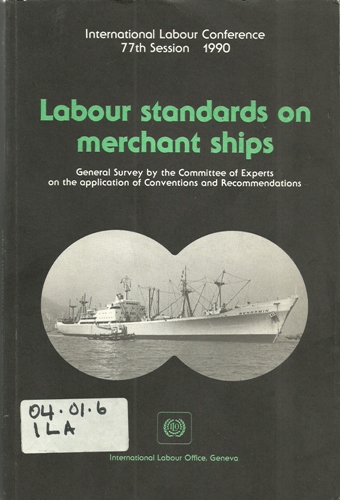 International Labour Conference
77th Session 1990
Labour standards on
merchant ships
General Survey by the Committee of Experts
on the application of Conventions and Recommendations
04.01.6
ILA
International Labour Office, Geneva